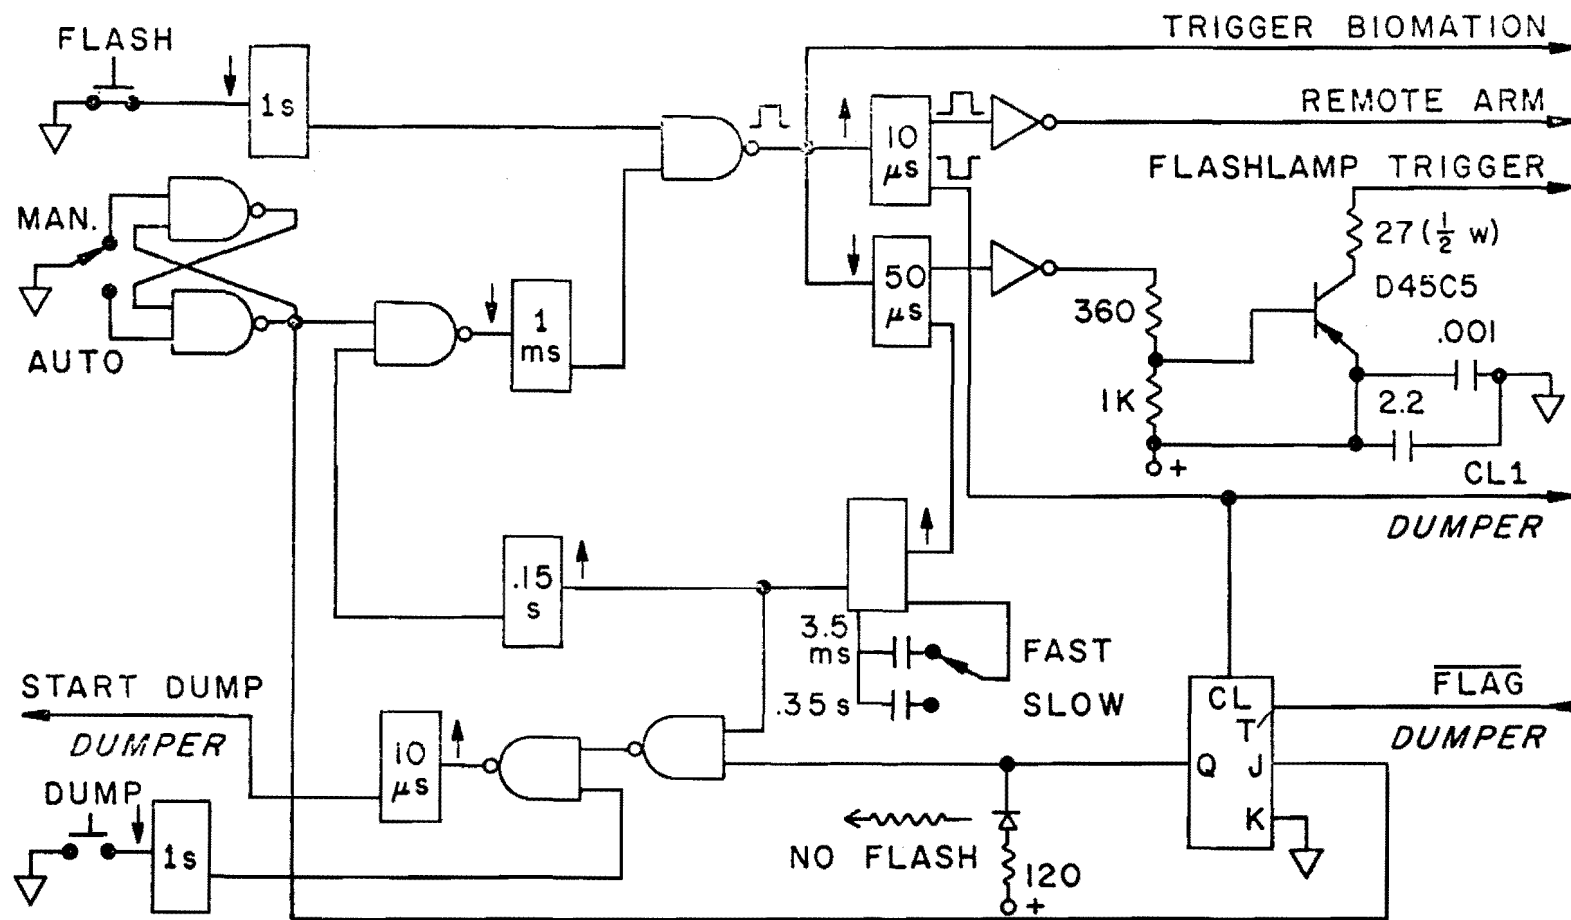 FLASH
TRIGGER BIOMATION
1s
REMOTE ARM
10 μs
FLASHLAMP TRIGGER
MAN.
27 (1/2 w)
50 μs
D45C5
360
1 ms
.001
AUTO
1K
2.2
+
CL1
DUMPER
.15 s
3.5 ms
FAST
.35 s
SLOW
START DUMP
DUMPER
CL
F̅L̅A̅G̅
T
DUMPER
10 μs
Q
J
DUMP
K
1s
NO FLASH
120
+